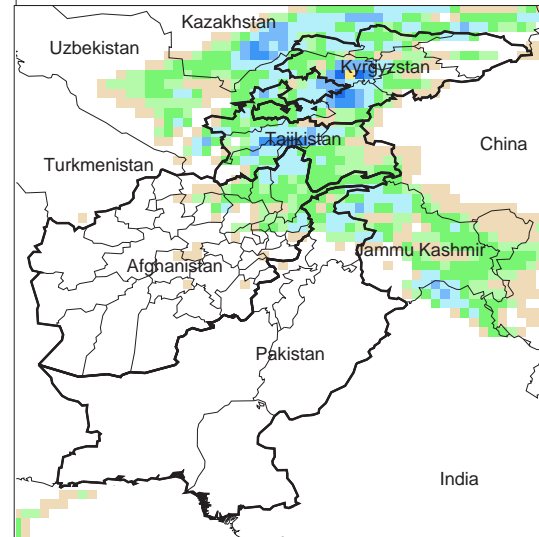 Kazakhstan
Uzbekistan
Kyrgyzstan
Tajikistan
China
Turkmenistan
Jammu Kashmir
Afghanistan
Pakistan
India